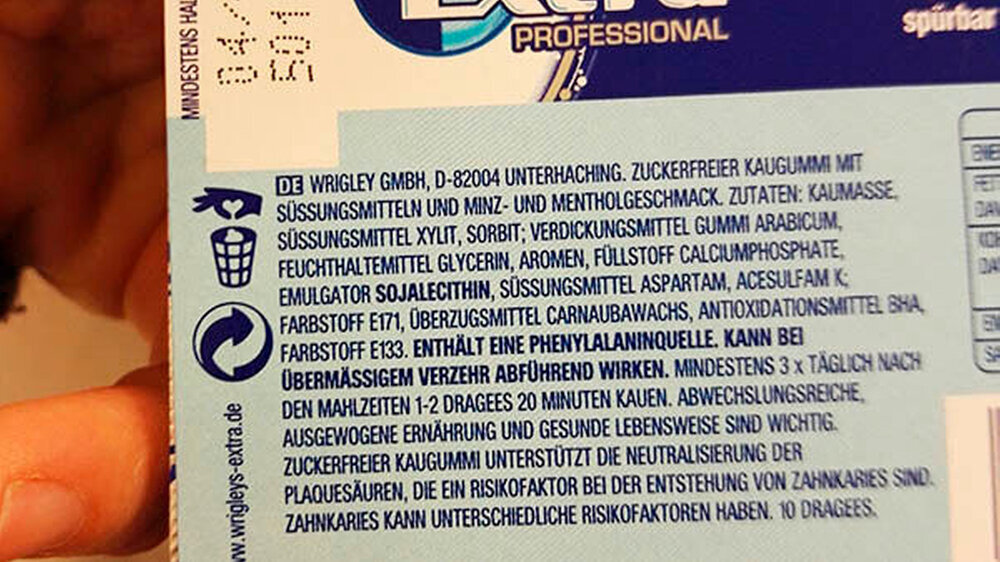 Extra
PROFESSIONAL
spürbar
MINDESTENS HAL
DE WRIGLEY GMBH, D-82004 UNTERHACHING. ZUCKERFREIER KAUGUMMI MIT
SÜSSUNGSMITTELN UND MINZ- UND MENTHOLGESCHMACK. ZUTATEN: KAUMASSE,
SÜSSUNGSMITTEL XYLIT, SORBIT; VERDICKUNGSMITTEL GUMMI ARABICUM,
FEUCHTHALTEMITTEL GLYCERIN, AROMEN, FÜLLSTOFF CALCIUMPHOSPHATE,
EMULGATOR SOJALECITHIN, SÜSSUNGSMITTEL ASPARTAM, ACESULFAM K;
FARBSTOFF E171, ÜBERZUGSMITTEL CARNAUBAWACHS, ANTIOXIDATIONSMITTEL BHA,
FARBSTOFF E133. ENTHÄLT EINE PHENYLALANINQUELLE. KANN BEI
ÜBERMÄSSIGEM VERZEHR ABFÜHREND WIRKEN. MINDESTENS 3 x TÄGLICH NACH
DEN MAHLZEITEN 1-2 DRAGEES 20 MINUTEN KAUEN. ABWECHSLUNGSREICHE,
AUSGEWOGENE ERNÄHRUNG UND GESUNDE LEBENSWEISE SIND WICHTIG.
ZUCKERFREIER KAUGUMMI UNTERSTÜTZT DIE NEUTRALISIERUNG DER
PLAQUESÄUREN, DIE EIN RISIKOFAKTOR BEI DER ENTSTEHUNG VON ZAHNKARIES SIND.
ZAHNKARIES KANN UNTERSCHIEDLICHE RISIKOFAKTOREN HABEN. 10 DRAGEES.
w.wrigleys-extra.de